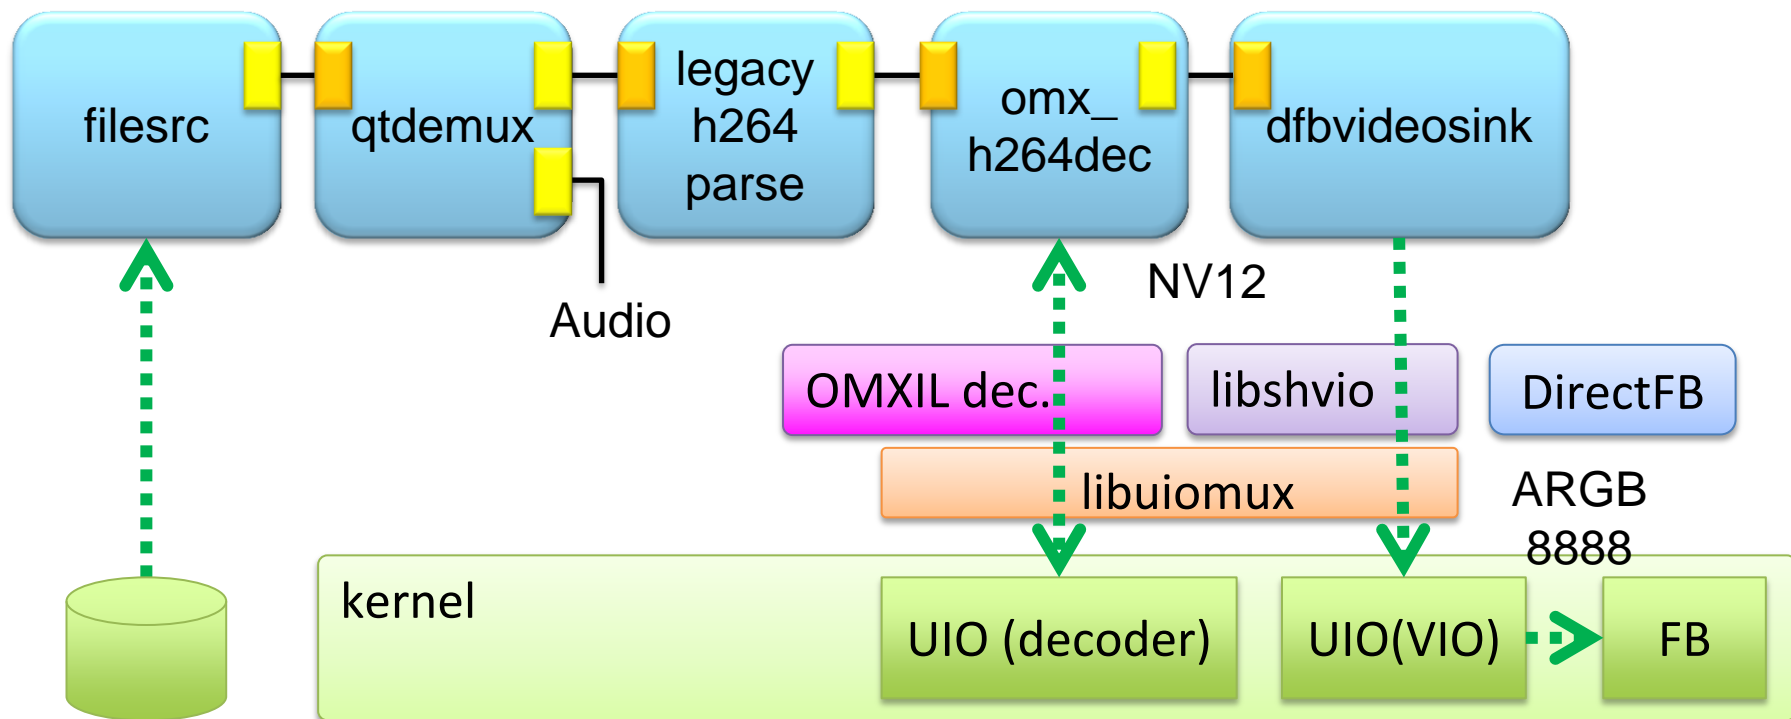 filesrc
qtdemux
legacy
h264
parse
omx_
h264dec
dfbvideosink
Audio
NV12
OMXIL dec.
libshvio
DirectFB
libuiomux
ARGB
8888
kernel
UIO (decoder)
UIO(VIO)
FB